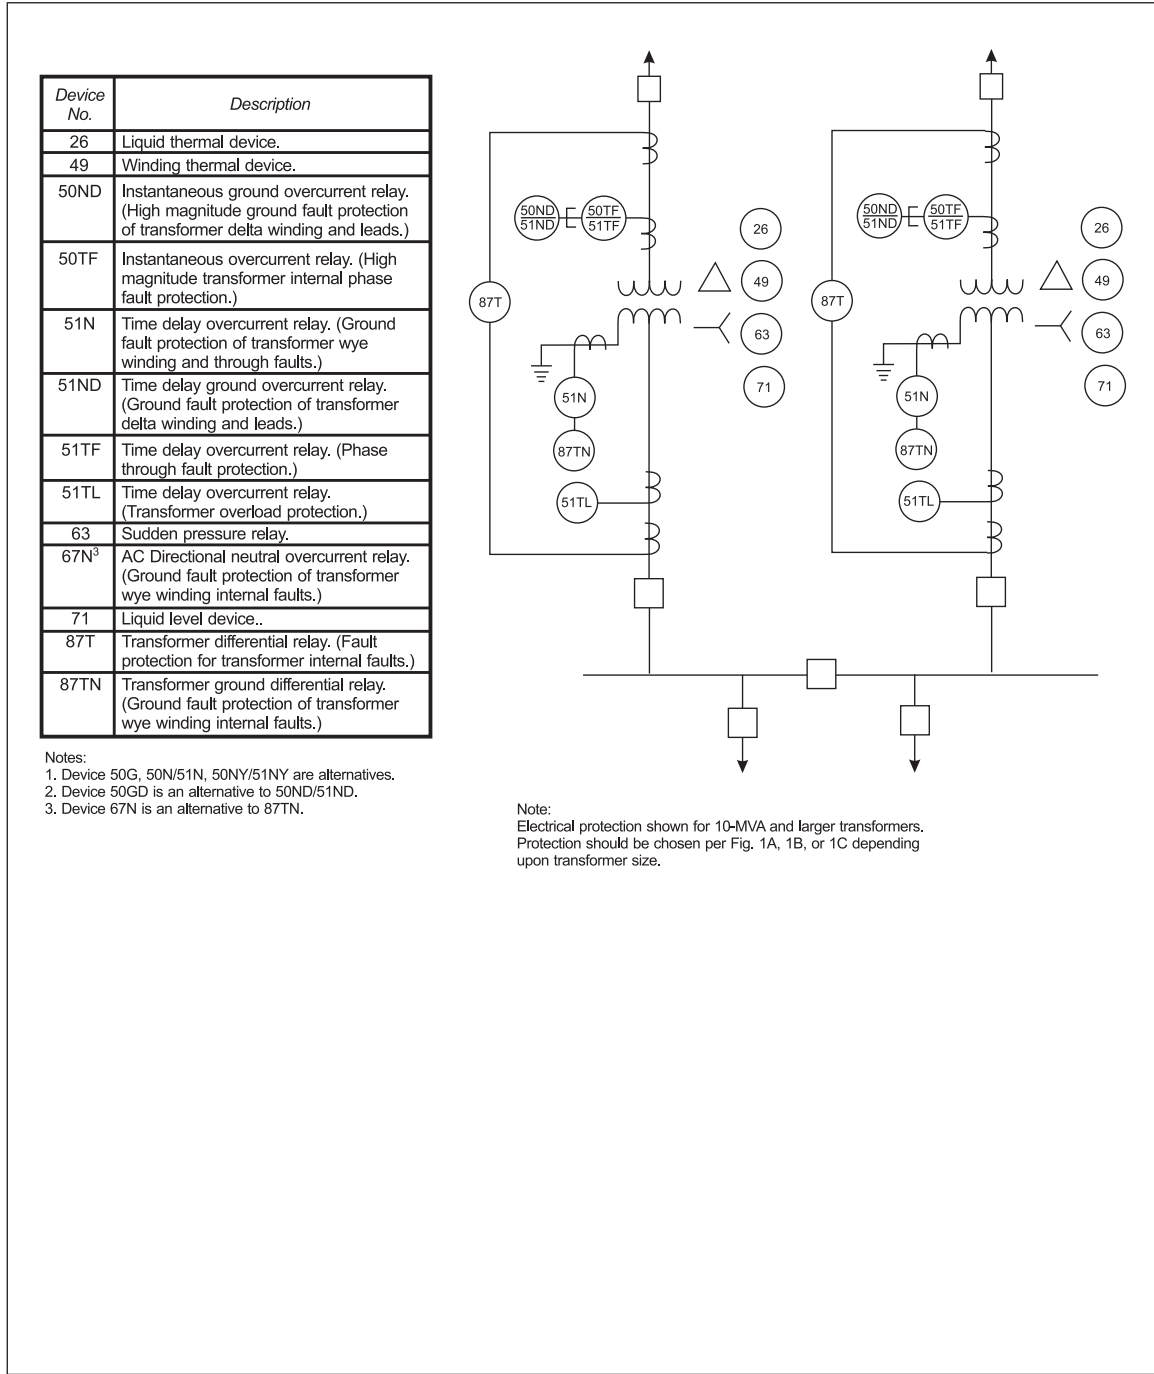 Device No.
Description
26 Liquid thermal device.
49 Winding thermal device.
50ND Instantaneous ground overcurrent relay.
(High magnitude ground fault protection
of transformer delta winding and leads.)
50TF Instantaneous overcurrent relay. (High
magnitude transformer internal phase
fault protection.)
51N Time delay overcurrent relay. (Ground
fault protection of transformer wye
winding and through faults.)
51ND Time delay ground overcurrent relay.
(Ground fault protection of transformer
delta winding and leads.)
51TF Time delay overcurrent relay. (Phase
through fault protection.)
51TL Time delay overcurrent relay.
(Transformer overload protection.)
63 Sudden pressure relay.
67N³ AC Directional neutral overcurrent relay.
(Ground fault protection of transformer
wye winding internal faults.)
71 Liquid level device..
87T Transformer differential relay. (Fault
protection for transformer internal faults.)
87TN Transformer ground differential relay.
(Ground fault protection of transformer
wye winding internal faults.)
Notes:
1. Device 50G, 50N/51N, 50NY/51NY are alternatives.
2. Device 50GD is an alternative to 50ND/51ND.
3. Device 67N is an alternative to 87TN.
50ND
51ND
50TF
51TF
26
49
87T
63
71
51N
87TN
51TL
50ND
51ND
50TF
51TF
26
49
87T
63
71
51N
87TN
51TL
Note:
Electrical protection shown for 10-MVA and larger transformers.
Protection should be chosen per Fig. 1A, 1B, or 1C depending
upon transformer size.